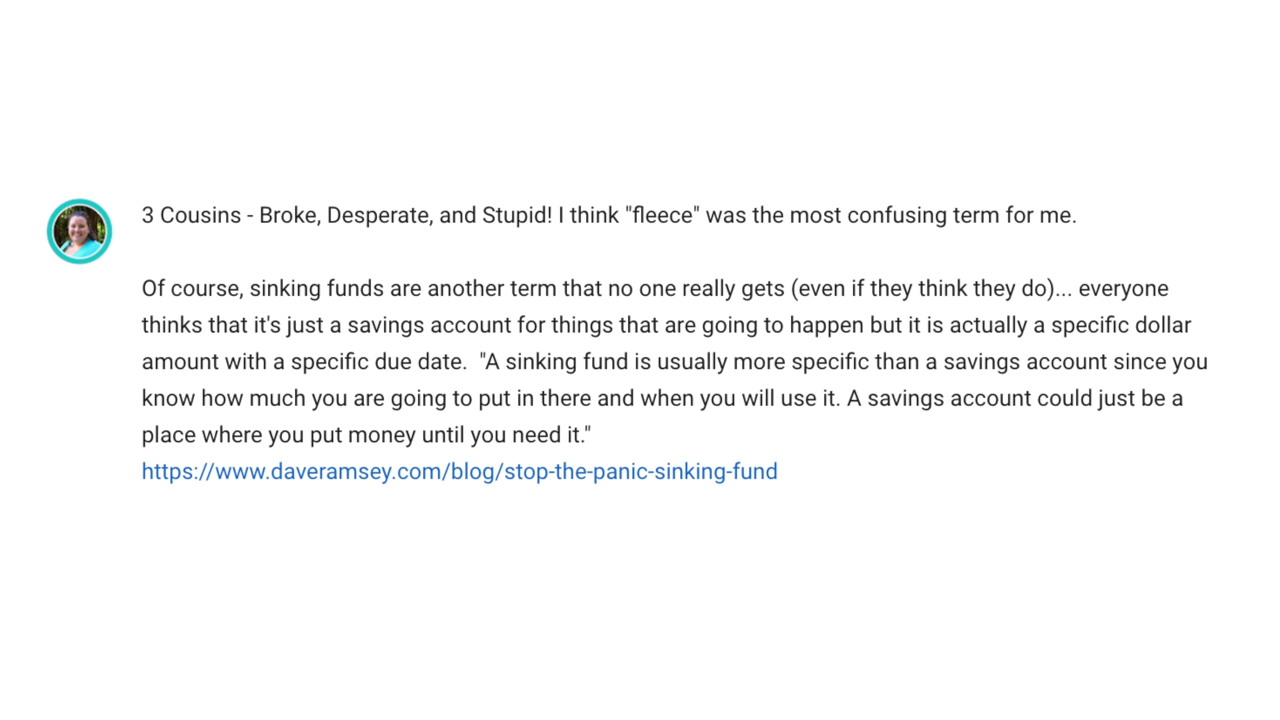 3 Cousins - Broke, Desperate, and Stupid! I think "fleece" was the most confusing term for me.
Of course, sinking funds are another term that no one really gets (even if they think they do)... everyone
thinks that it's just a savings account for things that are going to happen but it is actually a specific dollar
amount with a specific due date.  "A sinking fund is usually more specific than a savings account since you
know how much you are going to put in there and when you will use it. A savings account could just be a
place where you put money until you need it."
https://www.daveramsey.com/blog/stop-the-panic-sinking-fund